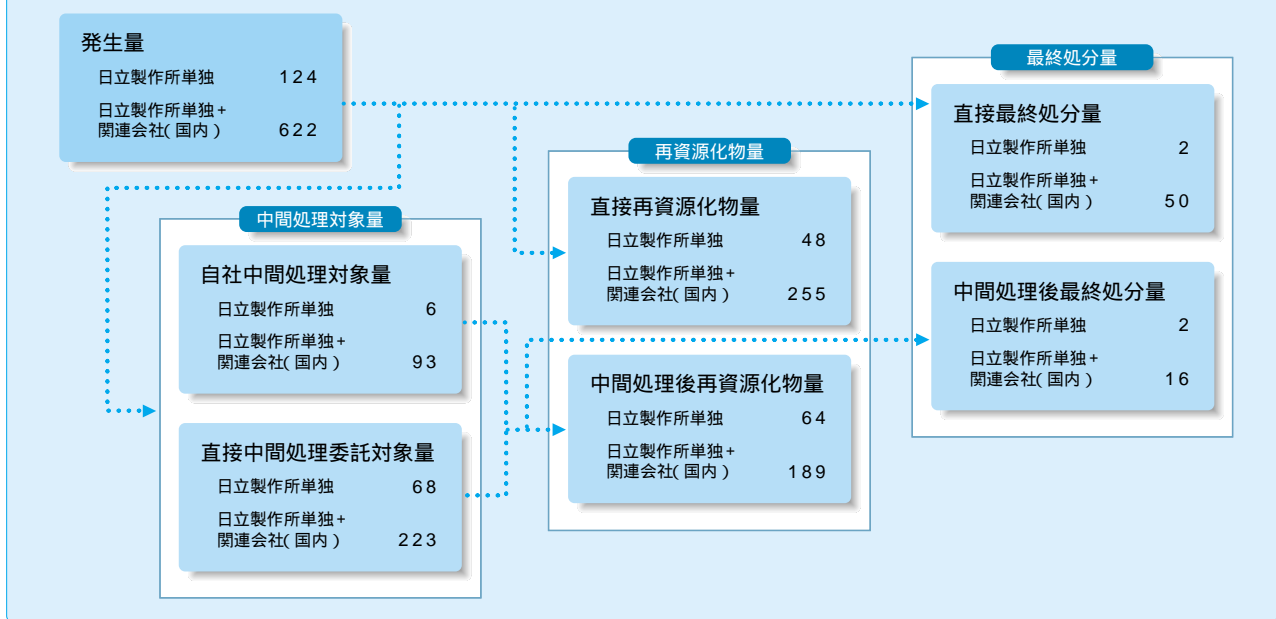 発生量
日立製作所単独 124
日立製作所単独+
関連会社(国内) 622
中間処理対象量
自社中間処理対象量
日立製作所単独 6
日立製作所単独+
関連会社(国内) 93
直接中間処理委託対象量
日立製作所単独 68
日立製作所単独+
関連会社(国内) 223
再資源化物量
直接再資源化物量
日立製作所単独 48
日立製作所単独+
関連会社(国内) 255
中間処理後再資源化物量
日立製作所単独 64
日立製作所単独+
関連会社(国内) 189
最終処分量
直接最終処分量
日立製作所単独 2
日立製作所単独+
関連会社(国内) 50
中間処理後最終処分量
日立製作所単独 2
日立製作所単独+
関連会社(国内) 16